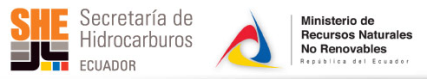 SHE
Secretaría de
Hidrocarburos
ECUADOR
Ministerio de
Recursos Naturales
No Renovables
República del Ecuador